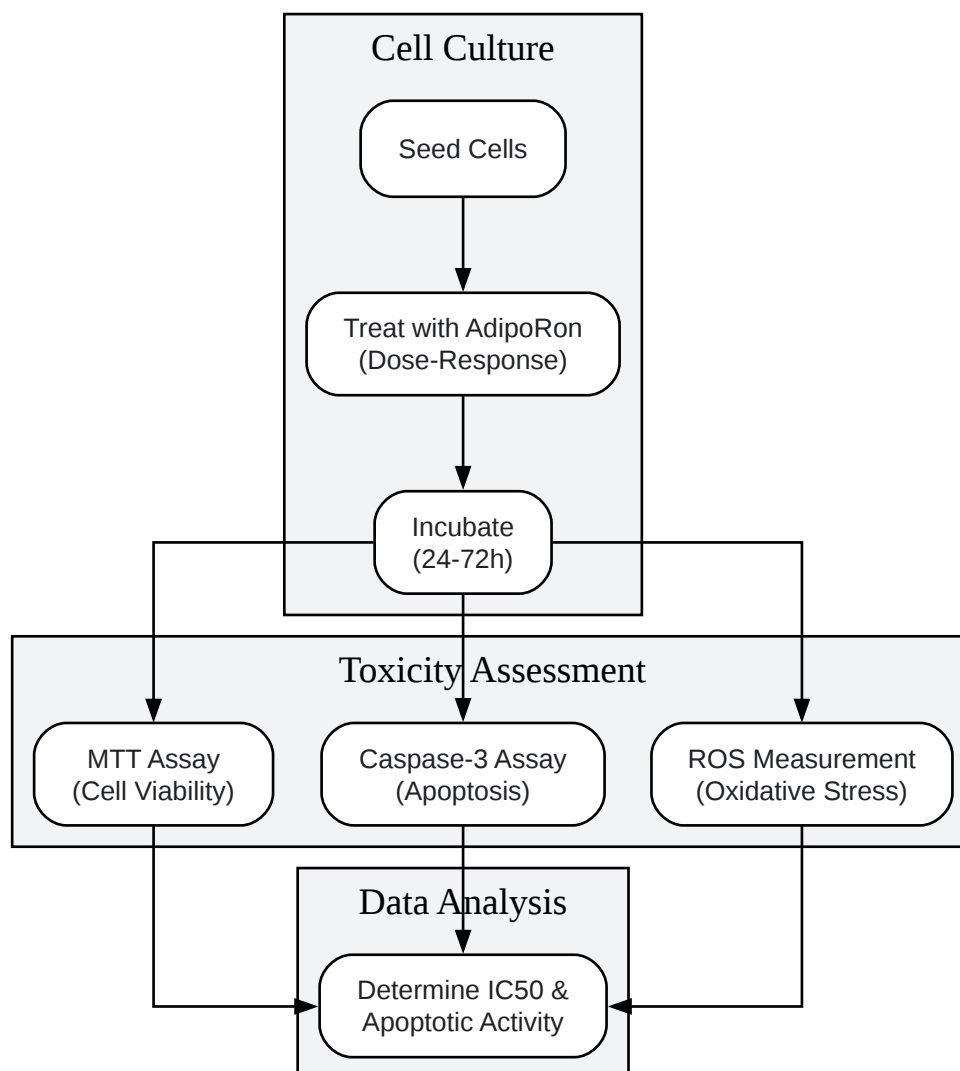 Cell Culture
Seed Cells
Treat with AdipoRon
(Dose-Response)
Incubate
(24-72h)
Toxicity Assessment
MTT Assay
(Cell Viability)
Caspase-3 Assay
(Apoptosis)
ROS Measurement
(Oxidative Stress)
Data Analysis
Determine IC50 &
Apoptotic Activity